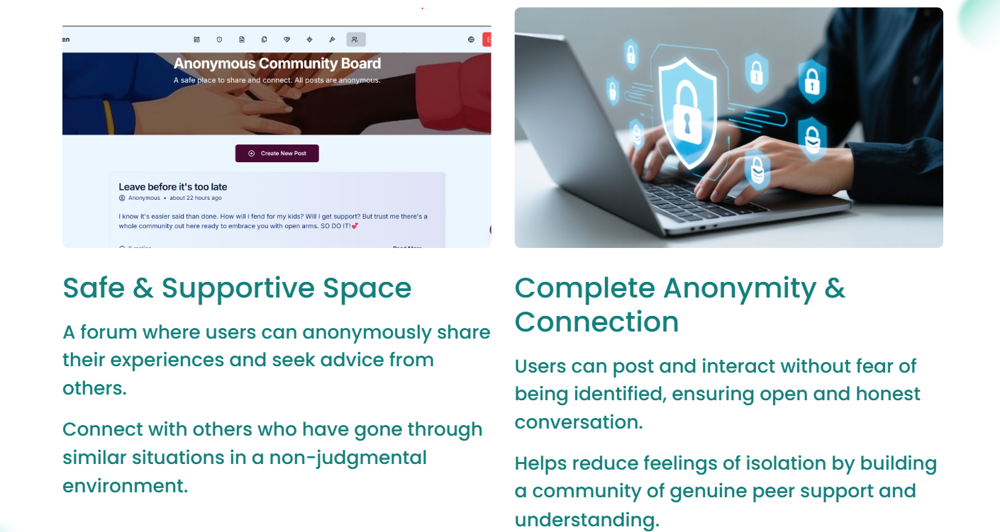 en
Anonymous Community Board
A safe place to share and connect. All posts are anonymous.
Create New Post
Leave before it's too late
Anonymous • about 22 hours ago
I know it's easier said than done. How will I fend for my kids? Will I get support? But trust me there's a
whole community out here ready to embrace you with open arms. SO DO IT!💕
Safe & Supportive Space
A forum where users can anonymously share
their experiences and seek advice from
others.
Connect with others who have gone through
similar situations in a non-judgmental
environment.
Complete Anonymity &
Connection
Users can post and interact without fear of
being identified, ensuring open and honest
conversation.
Helps reduce feelings of isolation by building
a community of genuine peer support and
understanding.